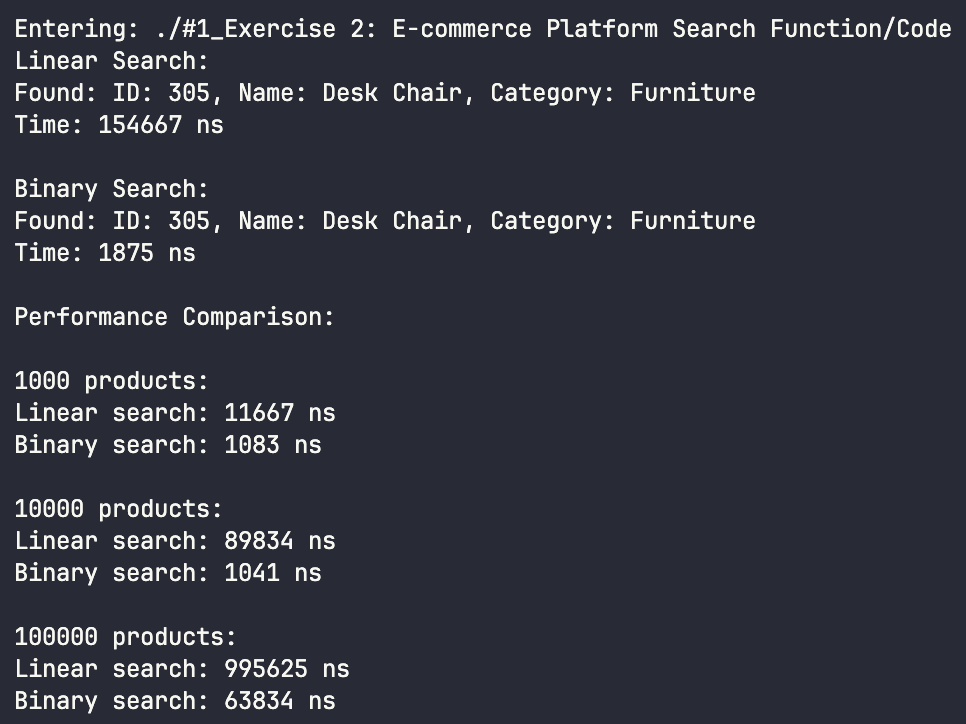 Entering: ./#1_Exercise 2: E-commerce Platform Search Function/Code
Linear Search:
Found: ID: 305, Name: Desk Chair, Category: Furniture
Time: 154667 ns
Binary Search:
Found: ID: 305, Name: Desk Chair, Category: Furniture
Time: 1875 ns
Performance Comparison:
1000 products:
Linear search: 11667 ns
Binary search: 1083 ns
10000 products:
Linear search: 89834 ns
Binary search: 1041 ns
100000 products:
Linear search: 995625 ns
Binary search: 63834 ns